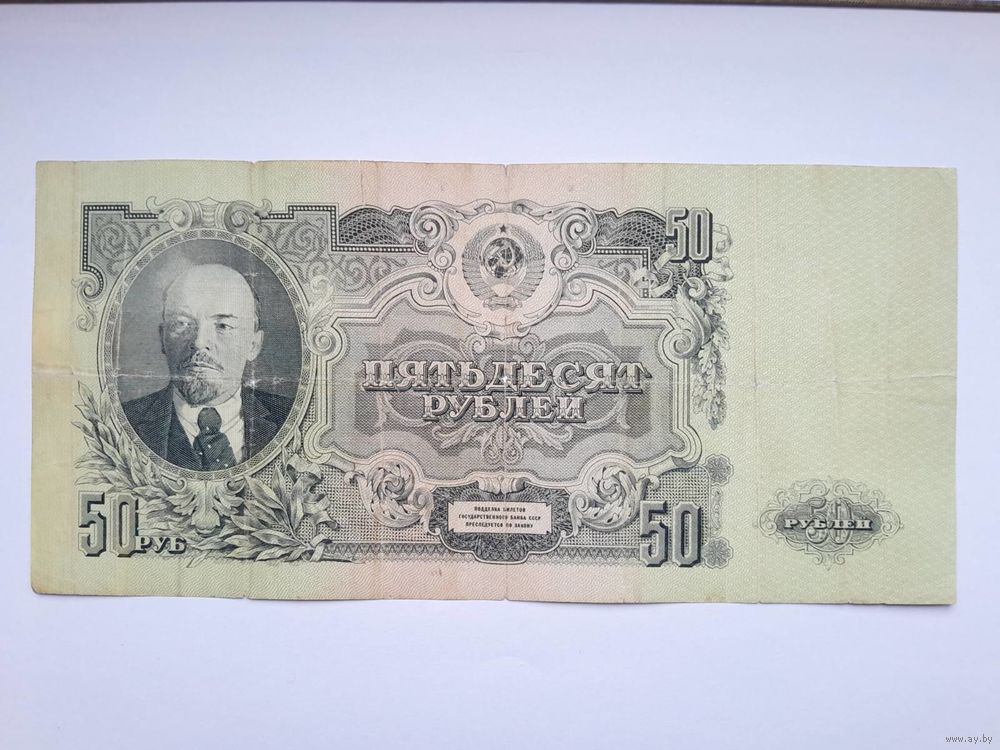 50
ПЯТЬДЕСЯТ
РУБЛЕЙ
50 РУБ
ПОДДЕЛКА БИЛЕТОВ
ГОСУДАРСТВЕННОГО БАНКА СССР
ПРЕСЛЕДУЕТСЯ ПО ЗАКОНУ
50
50
РУБЛЕЙ
www.ay.by